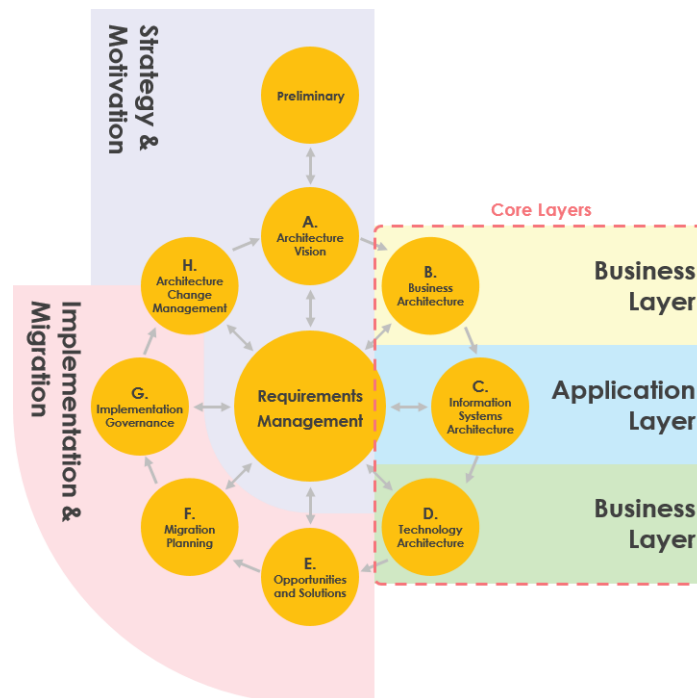 Strategy &
Motivation
Preliminary
Core Layers
A.
Architecture
Vision
H.
Architecture
Change
Management
B.
Business
Architecture
Business
Layer
Implementation &
Migration
G.
Implementation
Governance
Requirements
Management
C.
Information
Systems
Architecture
Application
Layer
F.
Migration
Planning
D.
Technology
Architecture
Business
Layer
E.
Opportunities
and Solutions